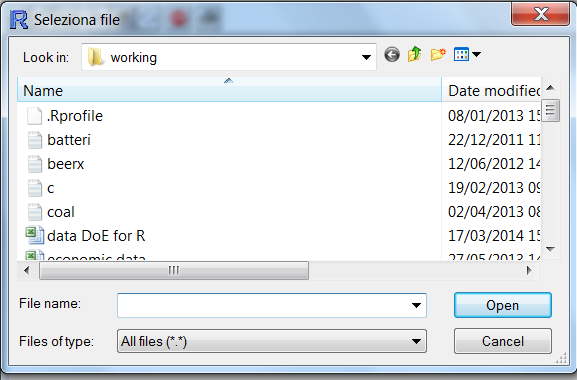 Seleziona file
Look in: working
Name Date modified
.Rprofile 08/01/2013 15
batteri 22/12/2011 11
beerx 12/06/2012 14
c 19/02/2013 09
coal 02/04/2013 08
data DoE for R 17/03/2014 15
economic data 27/05/2013 14
File name: Open
Files of type: All files (*.*) Cancel